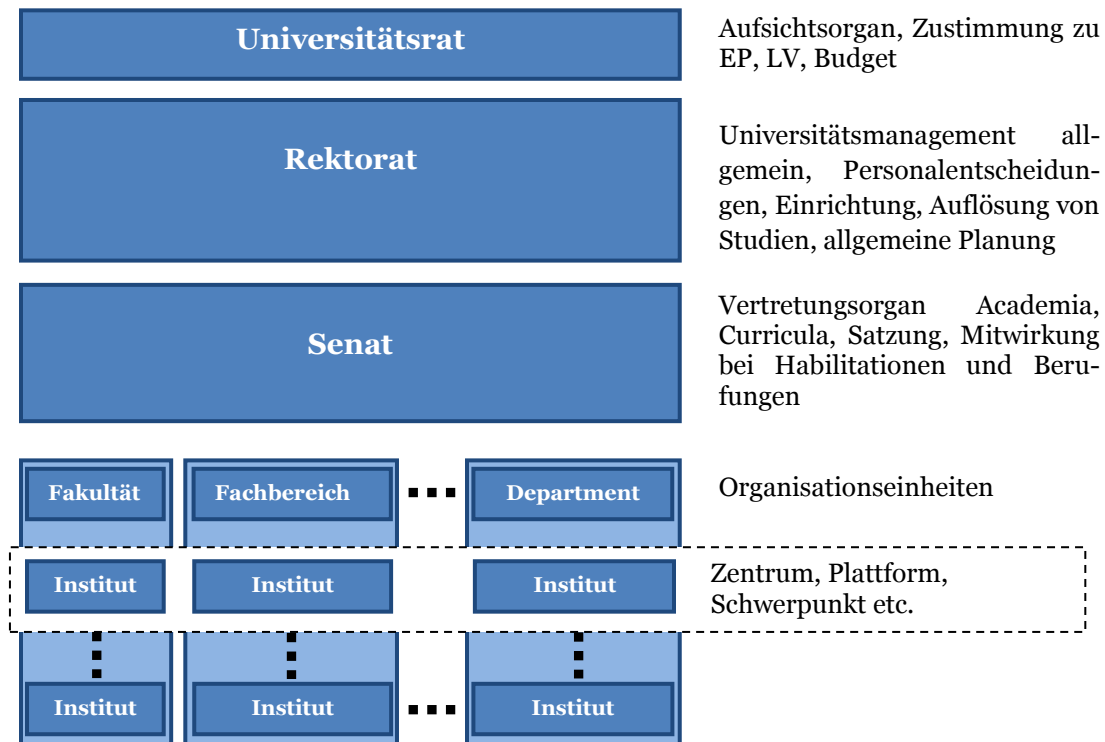 Universitätsrat
Aufsichtsorgan, Zustimmung zu
EP, LV, Budget
Rektorat
Universitätsmanagement all-
gemein, Personalentscheidun-
gen, Einrichtung, Auflösung von
Studien, allgemeine Planung
Senat
Vertretungsorgan Academia,
Curricula, Satzung, Mitwirkung
bei Habilitationen und Beru-
fungen
Fakultät Fachbereich Department
Organisationseinheiten
Institut Institut Institut
Zentrum, Plattform,
Schwerpunkt etc.
Institut Institut Institut